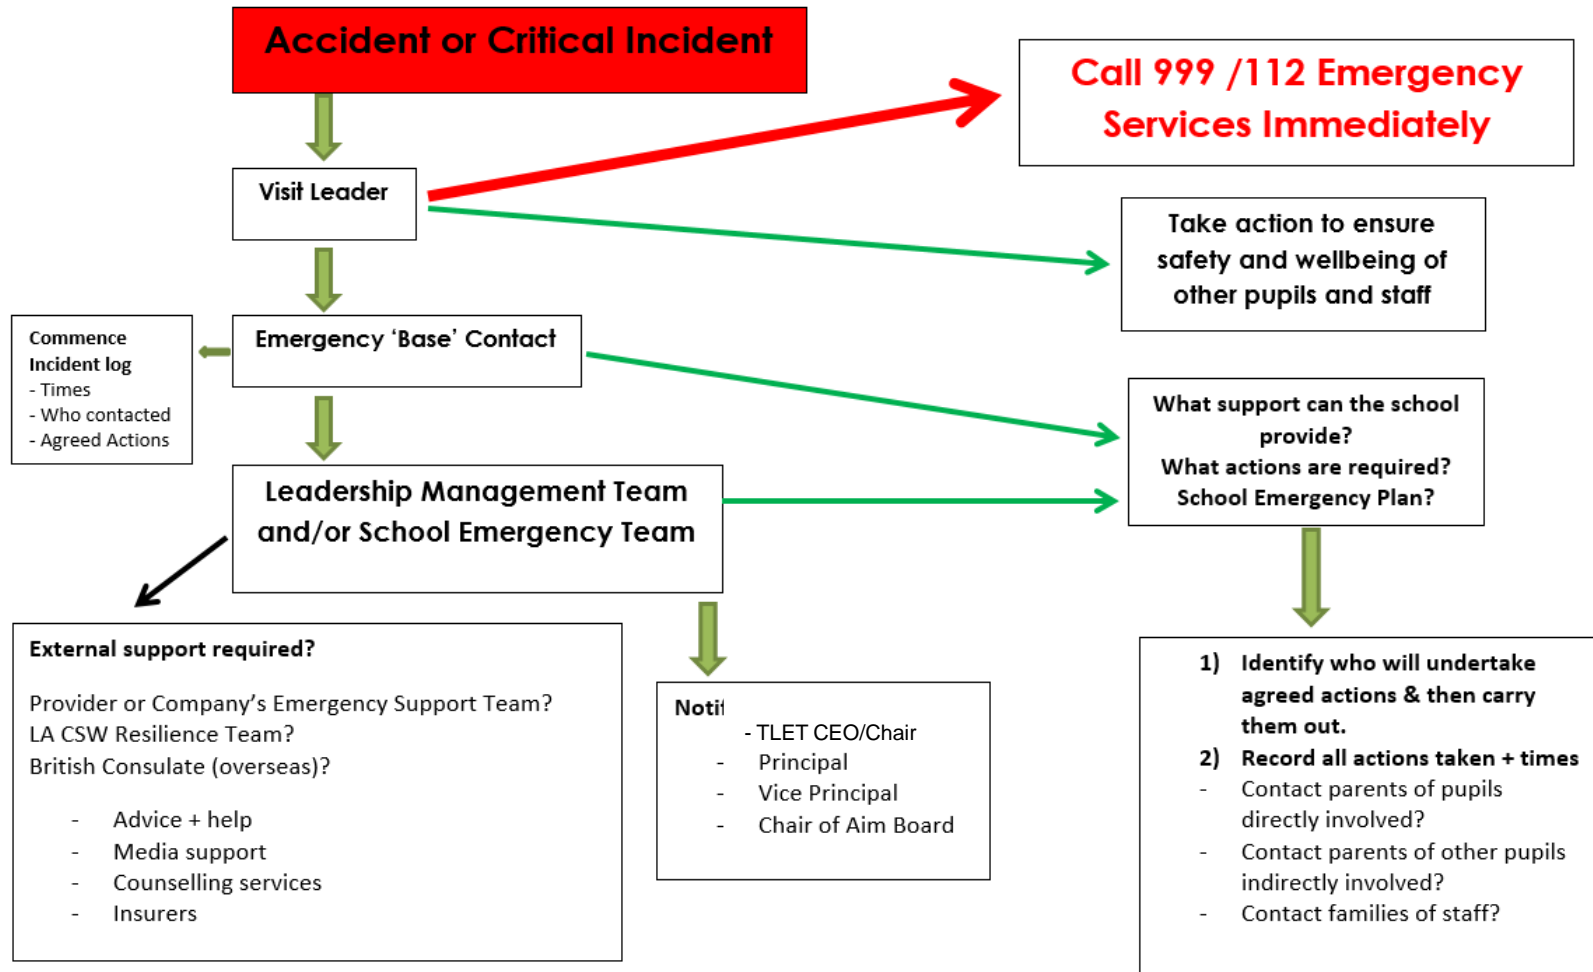 Accident or Critical Incident
Call 999 /112 Emergency
Services Immediately
Visit Leader
Take action to ensure
safety and wellbeing of
other pupils and staff
Emergency ‘Base’ Contact
Commence
Incident log
- Times
- Who contacted
- Agreed Actions
What support can the school
provide?
What actions are required?
School Emergency Plan?
Leadership Management Team
and/or School Emergency Team
External support required?
Provider or Company’s Emergency Support Team?
LA CSW Resilience Team?
British Consulate (overseas)?
- Advice + help
- Media support
- Counselling services
- Insurers
- TLET CEO/Chair
- Principal
- Vice Principal
- Chair of Aim Board
1) Identify who will undertake
agreed actions & then carry
them out.
2) Record all actions taken + times
- Contact parents of pupils
directly involved?
- Contact parents of other pupils
indirectly involved?
- Contact families of staff?